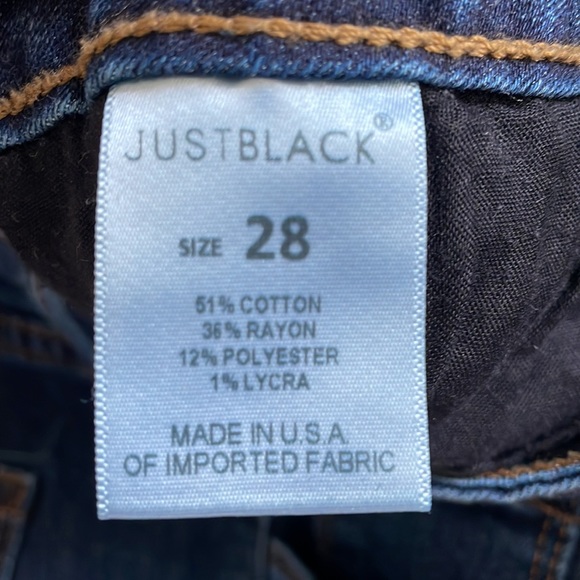 JUSTBLACK®
SIZE 28
51% COTTON
36% RAYON
12% POLYESTER
1% LYCRA
MADE IN U.S.A.
OF IMPORTED FABRIC